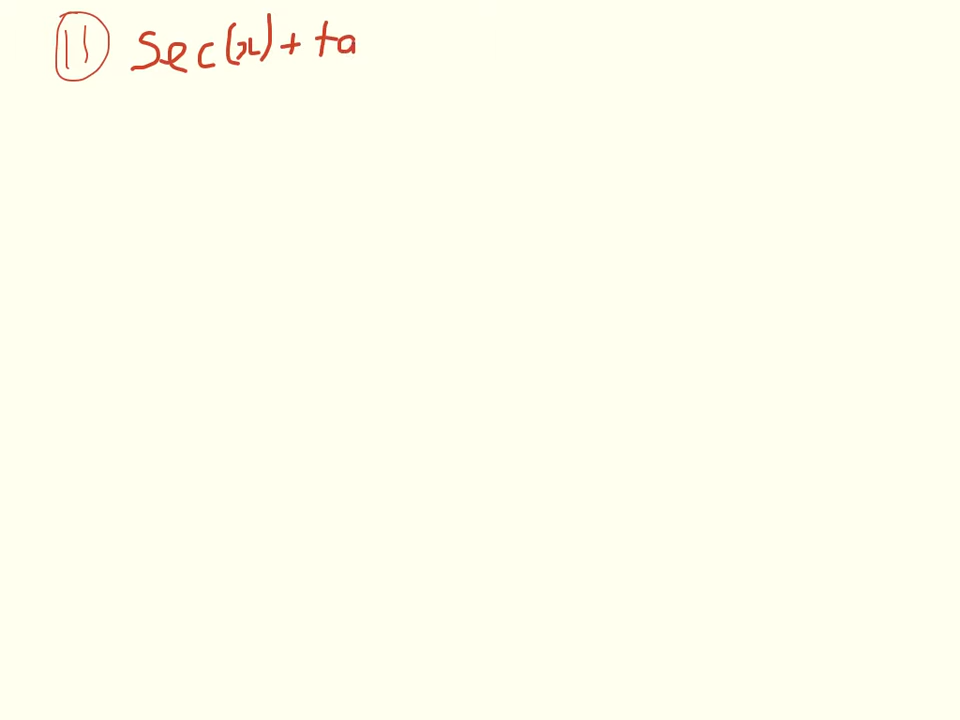 11 Sec(x) + ta